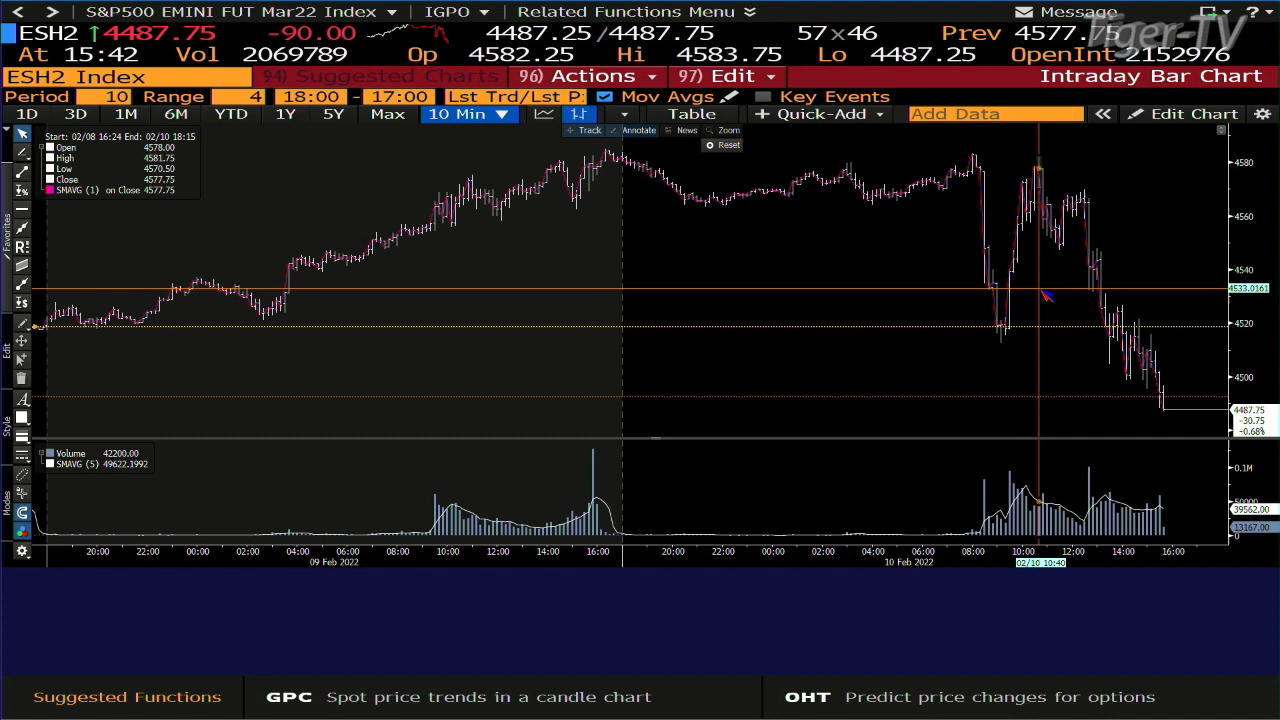 S&P500 EMINI FUT Mar22 Index IGPO Related Functions Menu Message ?
Tiger-TV
ESH2 4487.75 -90.00 4487.25 /4487.75 57×46 Prev 4577.75
At 15:42 Vol 2069789 Op 4582.25 Hi 4583.75 Lo 4487.25 OpenInt 2152976
ESH2 Index 94) Suggested Charts 96) Actions 97) Edit Intraday Bar Chart
Period 10 Range 4 18:00 - 17:00 Lst Trd/Lst P: Mov Avgs Key Events
1D 3D 1M 6M YTD 1Y 5Y Max 10 Min Table Quick-Add Add Data Edit Chart
Track Annotate News Zoom
Reset
Start: 02/08 16:24 End: 02/10 18:15
Open 4578.00
High 4581.75
Low 4570.50
Close 4577.75
SMAVG (1) on Close 4577.75
Favorites
Edit
Style
Modes
4580
4560
4540
4533.0161
4520
4500
4487.75
-30.75
-0.68%
Volume 42200.00
SMAVG (5) 49622.1992
0.1M
50000
39562.00
13167.00
0
20:00 22:00 00:00 02:00 04:00 06:00 08:00 10:00 12:00 14:00 16:00 20:00 22:00 00:00 02:00 04:00 06:00 08:00 10:00 12:00 14:00 16:00
09 Feb 2022 10 Feb 2022 02/10 10:40
Suggested Functions GPC Spot price trends in a candle chart OHT Predict price changes for options